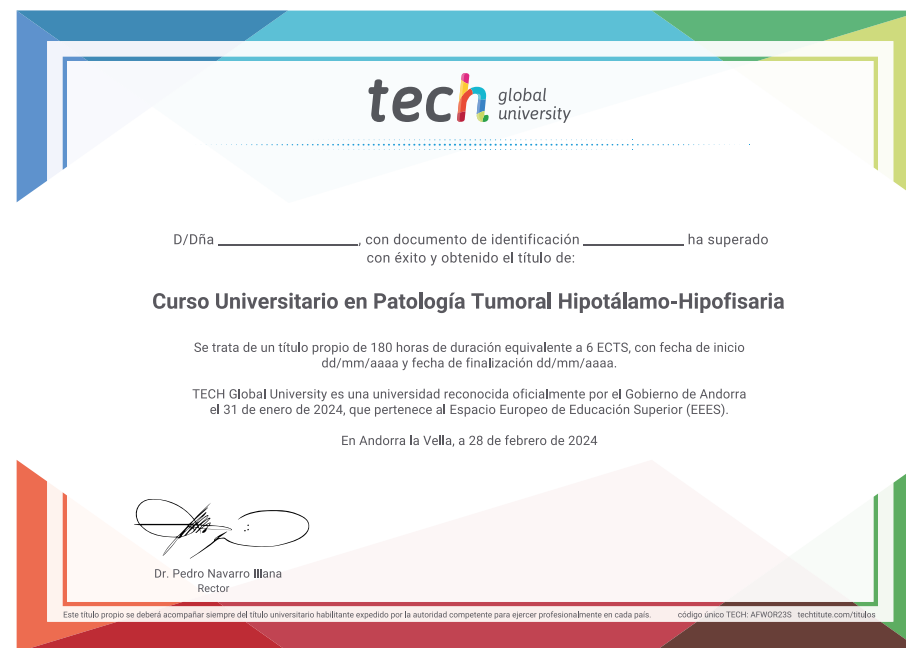 tech global university
D/Dña ________________, con documento de identificación ____________ ha superado
con éxito y obtenido el título de:
Curso Universitario en Patología Tumoral Hipotálamo-Hipofisaria
Se trata de un título propio de 180 horas de duración equivalente a 6 ECTS, con fecha de inicio
dd/mm/aaaa y fecha de finalización dd/mm/aaaa.
TECH Global University es una universidad reconocida oficialmente por el Gobierno de Andorra
el 31 de enero de 2024, que pertenece al Espacio Europeo de Educación Superior (EEES).
En Andorra la Vella, a 28 de febrero de 2024
Dr. Pedro Navarro Illana
Rector
Este título propio se deberá acompañar siempre del título universitario habilitante expedido por la autoridad competente para ejercer profesionalmente en cada país. código único TECH: AFWOR23S techtitute.com/titulos